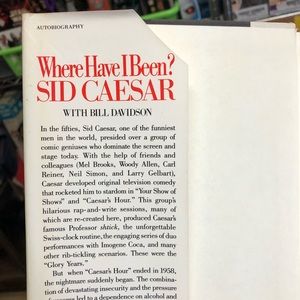 AUTOBIOGRAPHY
Where Have I Been?
SID CAESAR
WITH BILL DAVIDSON
In the fifties, Sid Caesar, one of the funniest
men in the world, presided over a group of
comic geniuses who dominate the screen and
stage today. With the help of friends and
colleagues (Mel Brooks, Woody Allen, Carl
Reiner, Neil Simon, and Larry Gelbart),
Caesar developed original television comedy
that rocketed him to stardom in "Your Show of
Shows" and "Caesar's Hour." This group's
hilarious rap-and-write sessions, many of
which are re-created here, produced Caesar's
famous Professor shtick, the unforgettable
Swiss-clock routine, the engaging series of duo
performances with Imogene Coca, and many
other rib-tickling scenes. These were the
"Glory Years."
But when "Caesar's Hour" ended in 1958,
the nightmare suddenly began. The combina-
tion of devastating insecurity and the pressure
of led to a dependence on alcohol and